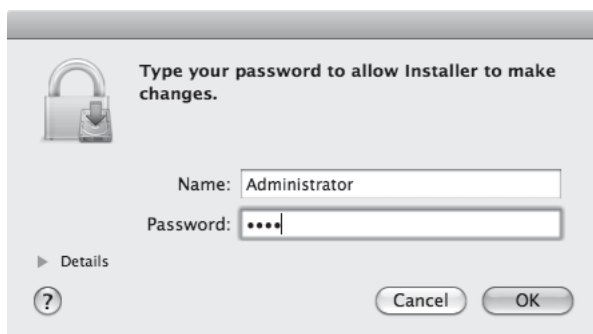 Type your password to allow Installer to make
changes.
Name: Administrator
Password: ••••
Details
?
Cancel OK